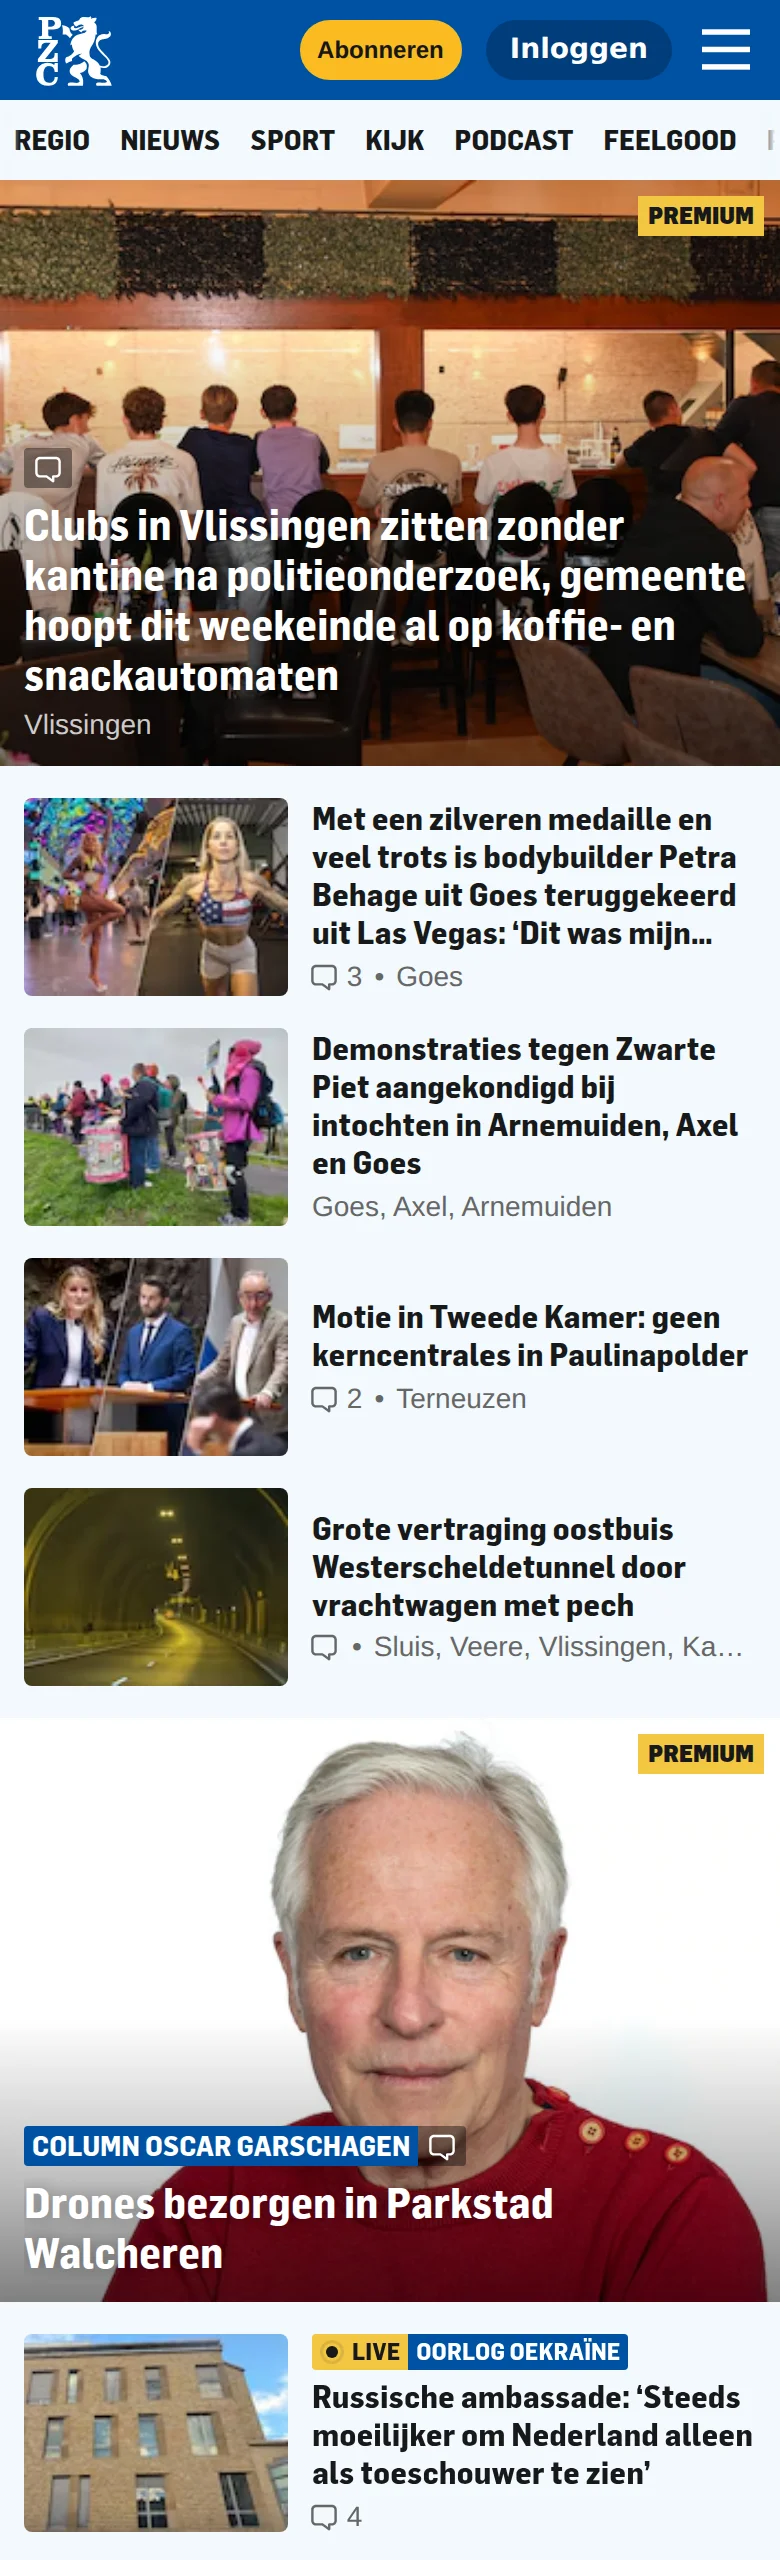 PZC
Abonneren
Inloggen
REGIO NIEUWS SPORT KIJK PODCAST FEELGOOD
PREMIUM
Clubs in Vlissingen zitten zonder
kantine na politieonderzoek, gemeente
hoopt dit weekeinde al op koffie- en
snackautomaten
Vlissingen
Met een zilveren medaille en
veel trots is bodybuilder Petra
Behage uit Goes teruggekeerd
uit Las Vegas: ‘Dit was mijn...
3 • Goes
Demonstraties tegen Zwarte
Piet aangekondigd bij
intochten in Arnemuiden, Axel
en Goes
Goes, Axel, Arnemuiden
Motie in Tweede Kamer: geen
kerncentrales in Paulinapolder
2 • Terneuzen
Grote vertraging oostbuis
Westerscheldetunnel door
vrachtwagen met pech
• Sluis, Veere, Vlissingen, Ka...
PREMIUM
COLUMN OSCAR GARSCHAGEN
Drones bezorgen in Parkstad
Walcheren
LIVE OORLOG OEKRAÏNE
Russische ambassade: ‘Steeds
moeilijker om Nederland alleen
als toeschouwer te zien’
4